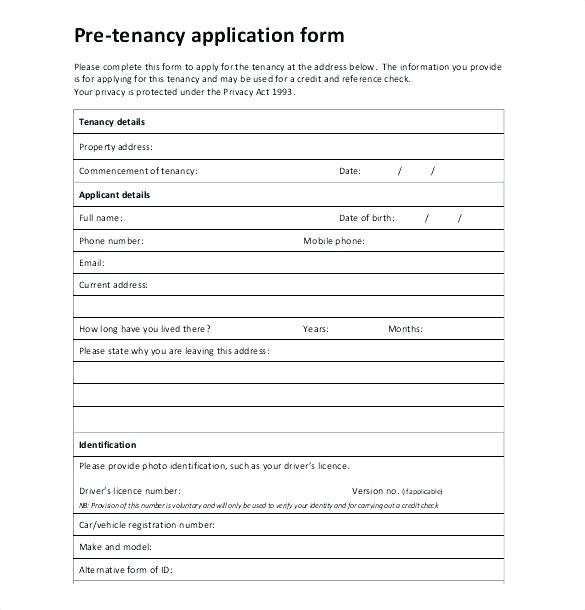 Pre-tenancy application form
Please complete this form to apply for the tenancy at the address below. The information you provide
is for applying for this tenancy and may be used for a credit and reference check.
Your privacy is protected under the Privacy Act 1993.
Tenancy details
Property address:
Commencement of tenancy: Date: / /
Applicant details
Full name: Date of birth: / /
Phone number: Mobile phone:
Email:
Current address:
How long have you lived there? Years: Months:
Please state why you are leaving this address:
Identification
Please provide photo identification, such as your driver's licence.
Driver's licence number: Version no. (if applicable)
NB: Provision of this number is voluntary and will only be used to verify your identity and for carrying out a credit check
Car/vehicle registration number:
Make and model:
Alternative form of ID: